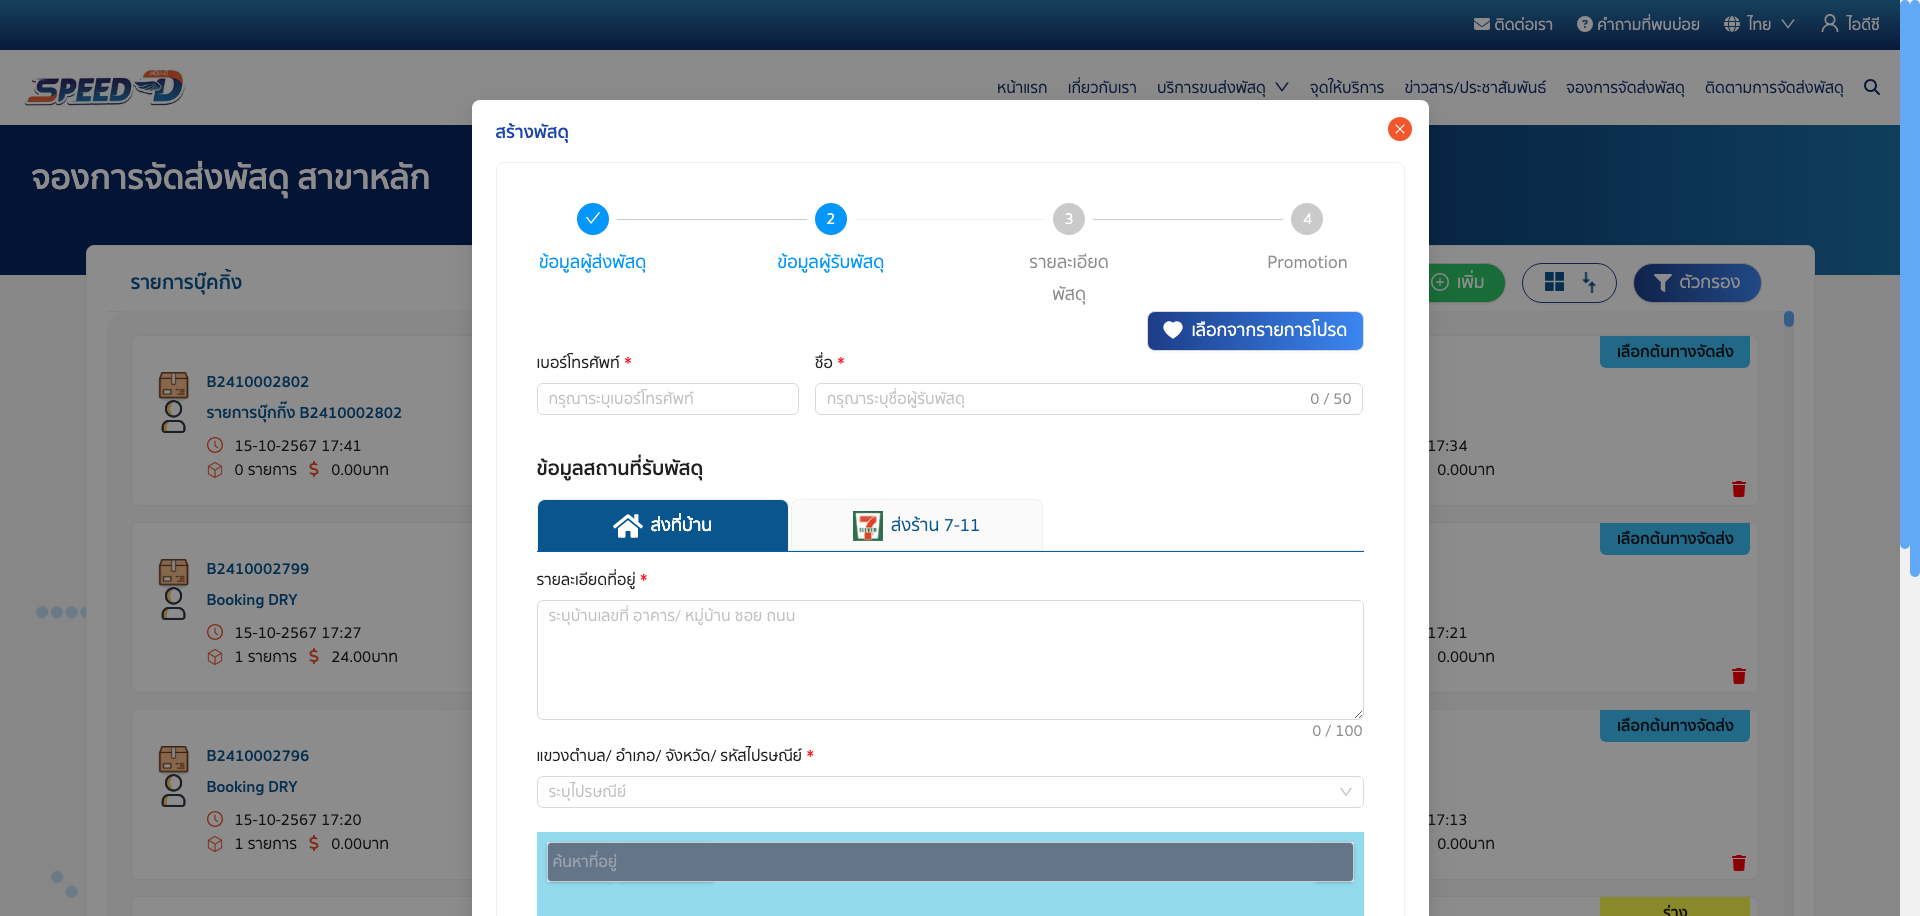 ติดต่อเรา คำถามที่พบบ่อย ไทย ไอดีซี
SPEED-D
หน้าแรก เกี่ยวกับเรา บริการขนส่งพัสดุ จุดให้บริการ ข่าวสาร/ประชาสัมพันธ์ จองการจัดส่งพัสดุ ติดตามการจัดส่งพัสดุ
จองการจัดส่งพัสดุ สาขาหลัก
รายการบุ๊คกิ้ง
เพิ่ม
ตัวกรอง
B2410002802
รายการบุ๊กกิ้ง B2410002802
15-10-2567 17:41
0 รายการ $ 0.00บาท
B2410002799
Booking DRY
15-10-2567 17:27
1 รายการ $ 24.00บาท
B2410002796
Booking DRY
15-10-2567 17:20
1 รายการ $ 0.00บาท
สร้างพัสดุ
2 3 4
ข้อมูลผู้ส่งพัสดุ ข้อมูลผู้รับพัสดุ รายละเอียด Promotion
พัสดุ
เลือกจากรายการโปรด
เบอร์โทรศัพท์ * ชื่อ *
กรุณาระบุเบอร์โทรศัพท์ กรุณาระบุชื่อผู้รับพัสดุ 0 / 50
ข้อมูลสถานที่รับพัสดุ
ส่งที่บ้าน ส่งร้าน 7-11
รายละเอียดที่อยู่ *
ระบุบ้านเลขที่ อาคาร/ หมู่บ้าน ซอย ถนน
0 / 100
แขวงตำบล/ อำเภอ/ จังหวัด/ รหัสไปรษณีย์ *
ระบุไปรษณีย์
ค้นหาที่อยู่
เลือกต้นทางจัดส่ง
17:34
0.00บาท
เลือกต้นทางจัดส่ง
17:21
0.00บาท
เลือกต้นทางจัดส่ง
17:13
0.00บาท
ร่าง